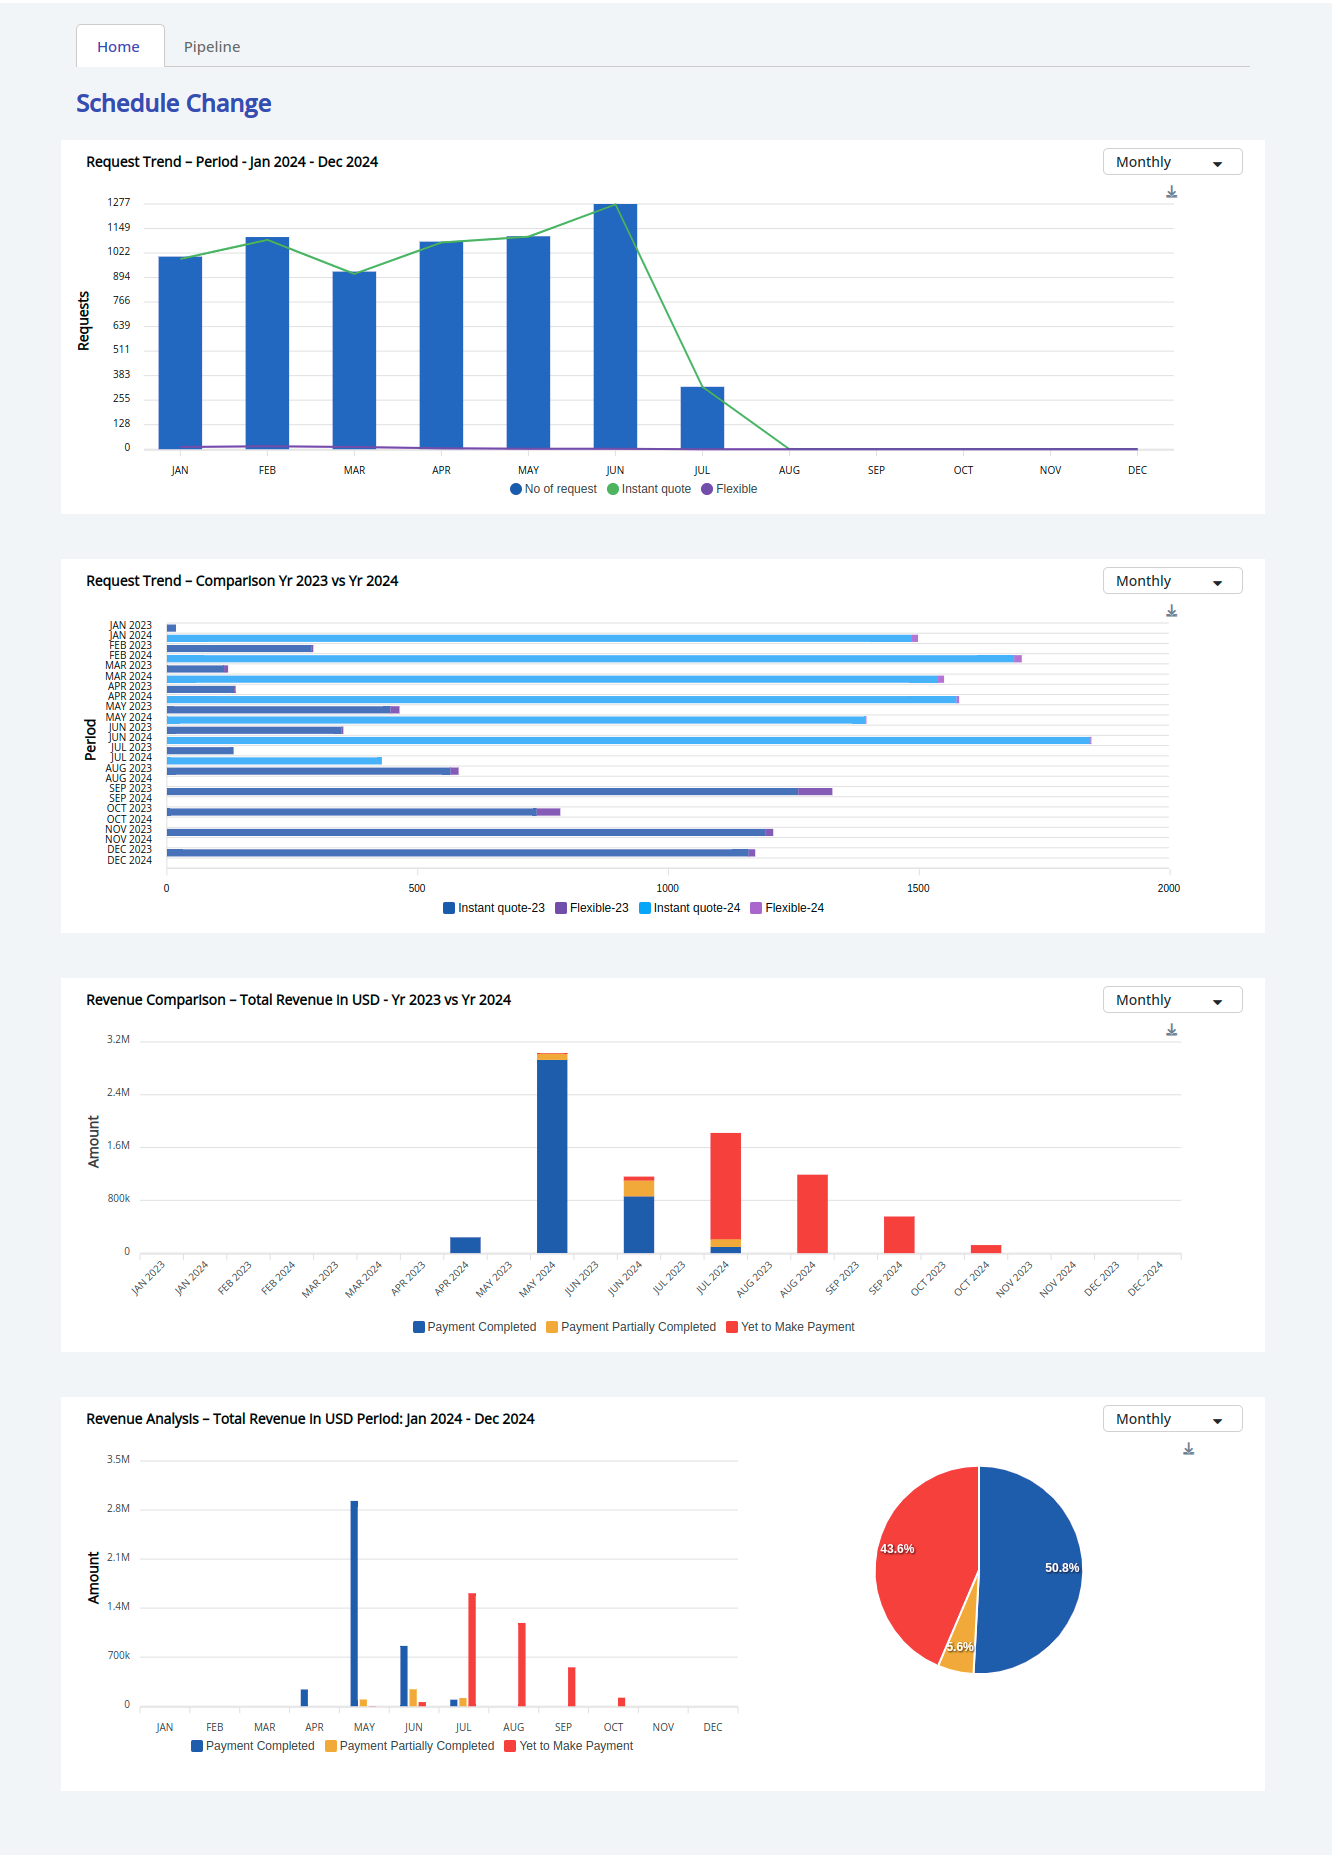 Home
Pipeline
Schedule Change
Request Trend – Period - Jan 2024 - Dec 2024
Monthly
1277
1149
1022
894
766
639
511
383
255
128
0
Requests
JAN FEB MAR APR MAY JUN JUL AUG SEP OCT NOV DEC
No of request Instant quote Flexible
Request Trend – Comparison Yr 2023 vs Yr 2024
Monthly
Period
JAN 2023
JAN 2024
FEB 2023
FEB 2024
MAR 2023
MAR 2024
APR 2023
APR 2024
MAY 2023
MAY 2024
JUN 2023
JUN 2024
JUL 2023
JUL 2024
AUG 2023
AUG 2024
SEP 2023
SEP 2024
OCT 2023
OCT 2024
NOV 2023
NOV 2024
DEC 2023
DEC 2024
0 500 1000 1500 2000
Instant quote-23 Flexible-23 Instant quote-24 Flexible-24
Revenue Comparison – Total Revenue In USD - Yr 2023 vs Yr 2024
Monthly
3.2M
2.4M
1.6M
800k
0
Amount
JAN 2023 JAN 2024 FEB 2023 FEB 2024 MAR 2023 MAR 2024 APR 2023 APR 2024 MAY 2023 MAY 2024 JUN 2023 JUN 2024 JUL 2023 JUL 2024 AUG 2023 AUG 2024 SEP 2023 SEP 2024 OCT 2023 OCT 2024 NOV 2023 NOV 2024 DEC 2023 DEC 2024
Payment Completed Payment Partially Completed Yet to Make Payment
Revenue Analysis – Total Revenue In USD Period: Jan 2024 - Dec 2024
Monthly
3.5M
2.8M
2.1M
1.4M
700k
0
Amount
JAN FEB MAR APR MAY JUN JUL AUG SEP OCT NOV DEC
Payment Completed Payment Partially Completed Yet to Make Payment
43.6%
50.8%
5.6%